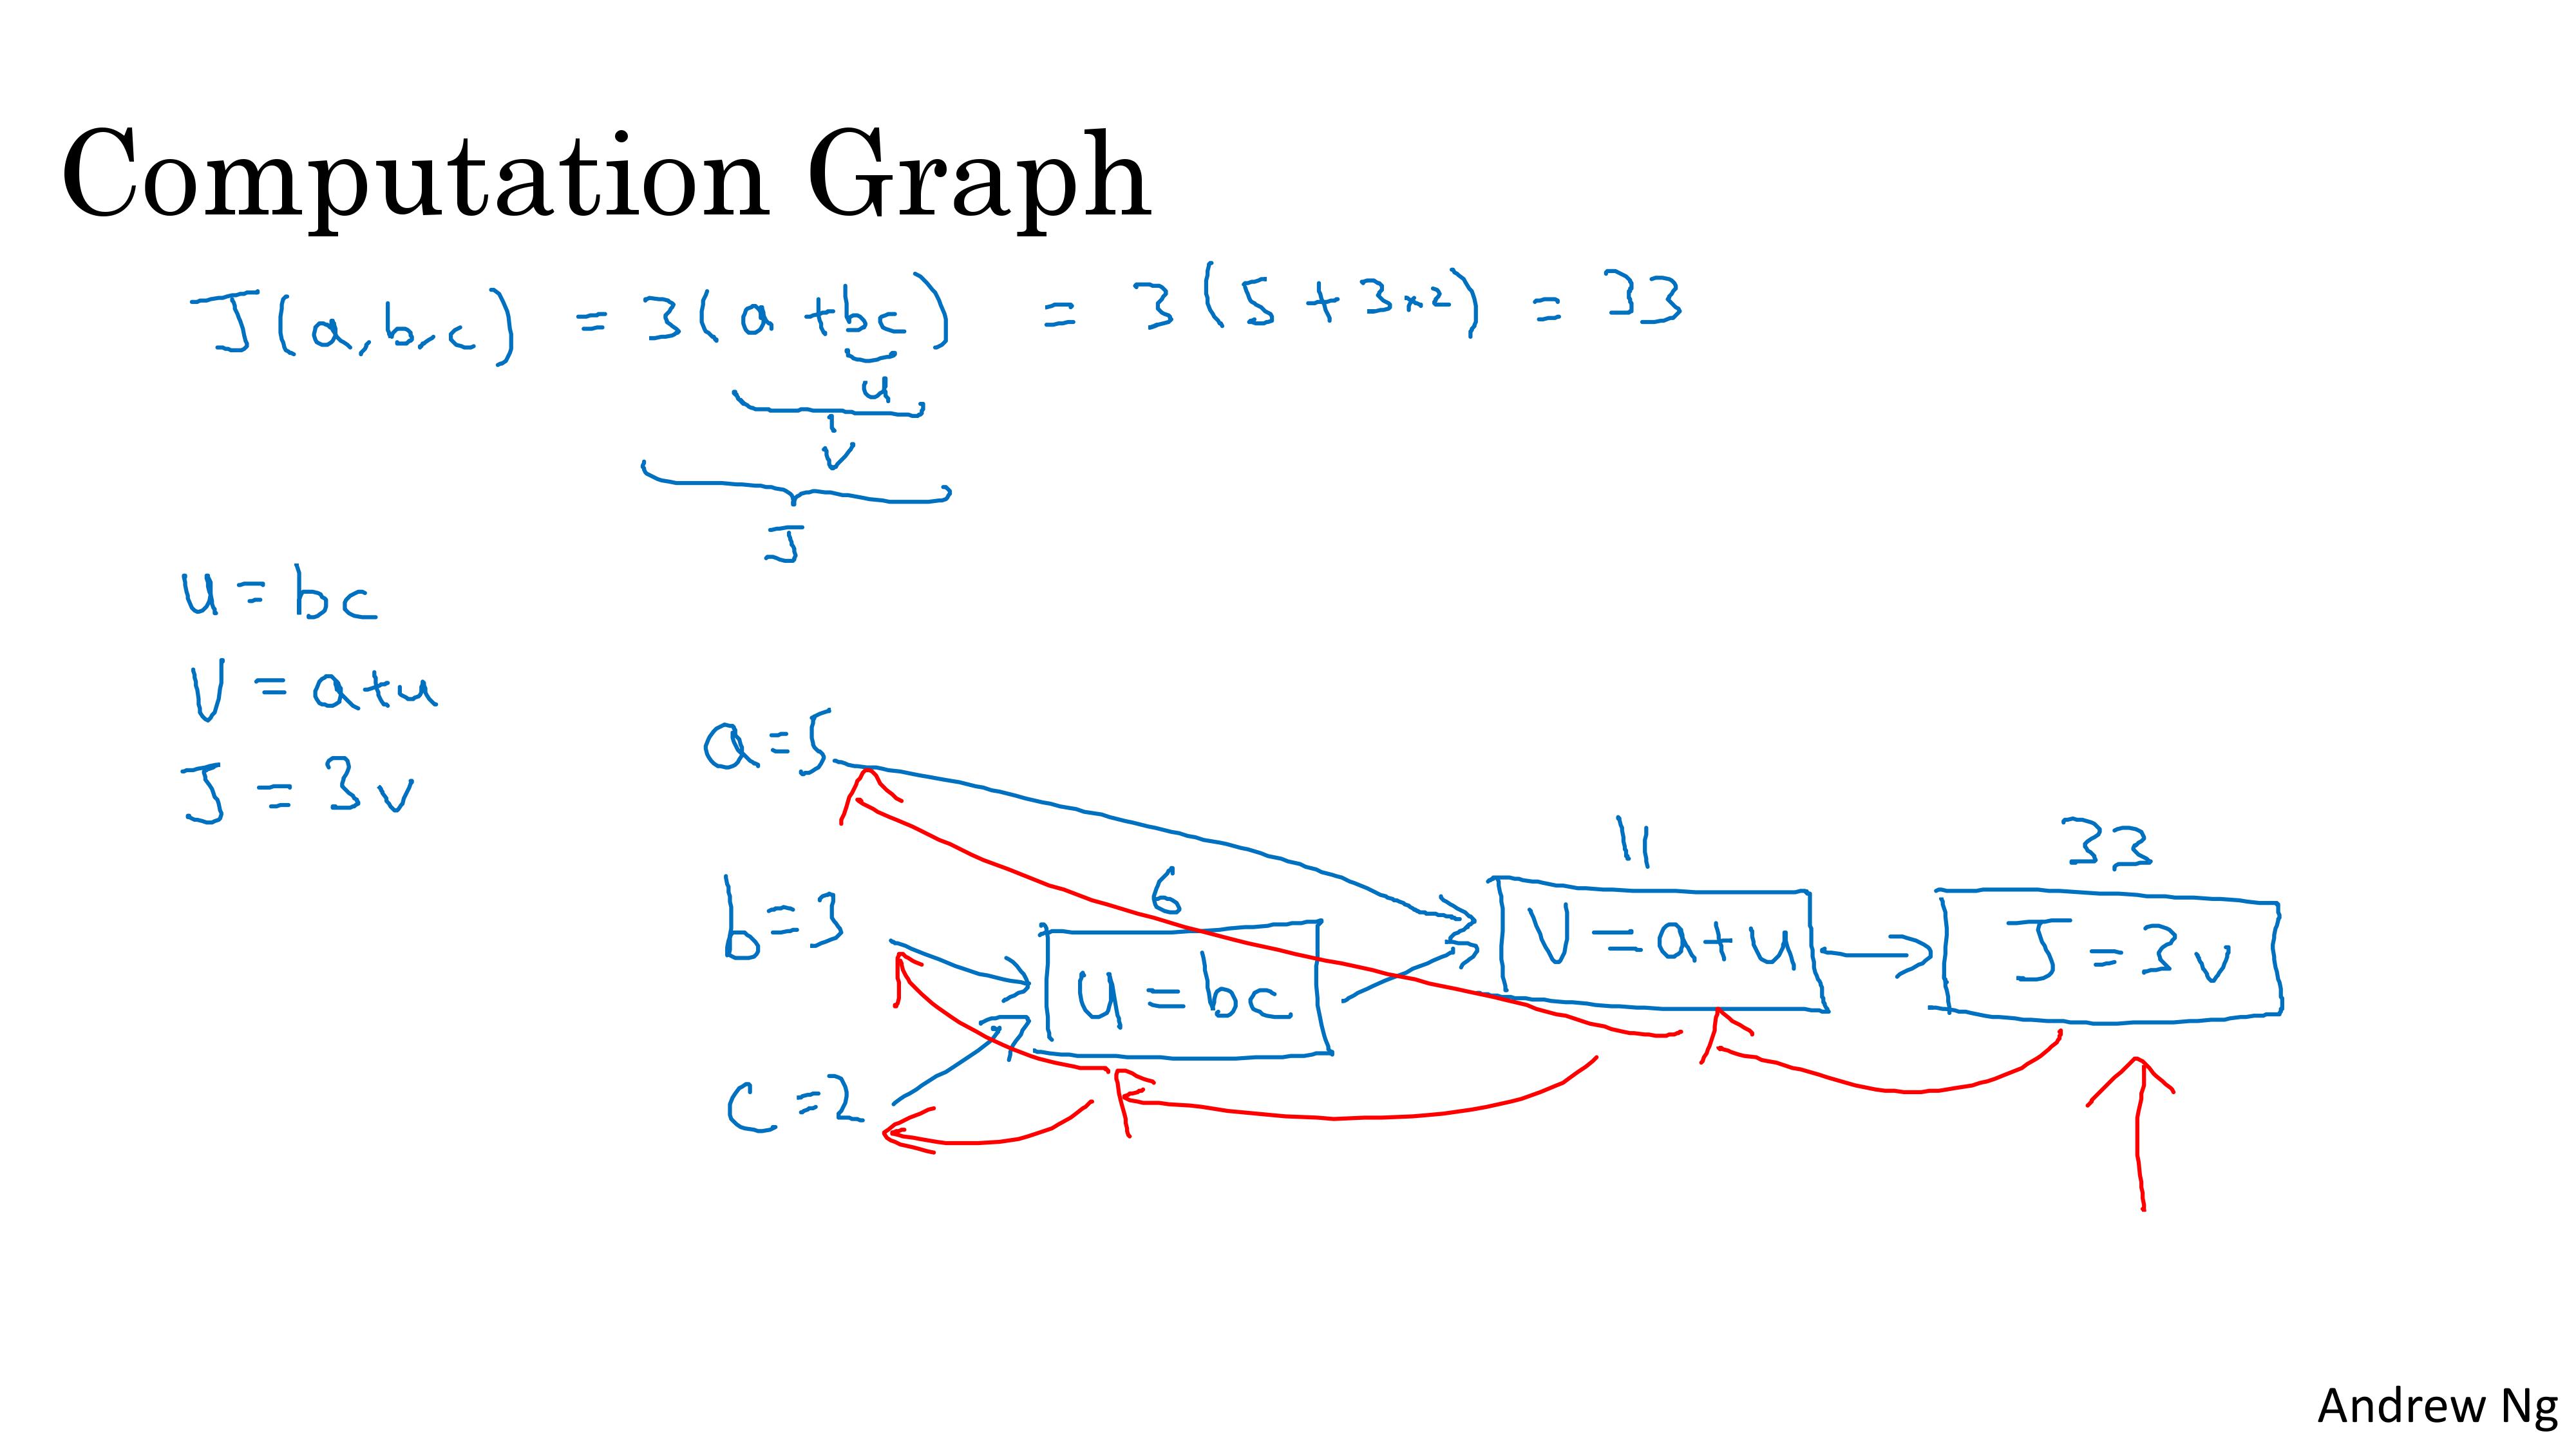 Computation Graph
J(a,b,c) = 3(a+bc) = 3(5+3×2) = 33
u
v
J
u = bc
V = a+u
J = 3v
a=5
11
33
6
b=3
V = a+u
J = 3v
u = bc
c=2
Andrew Ng